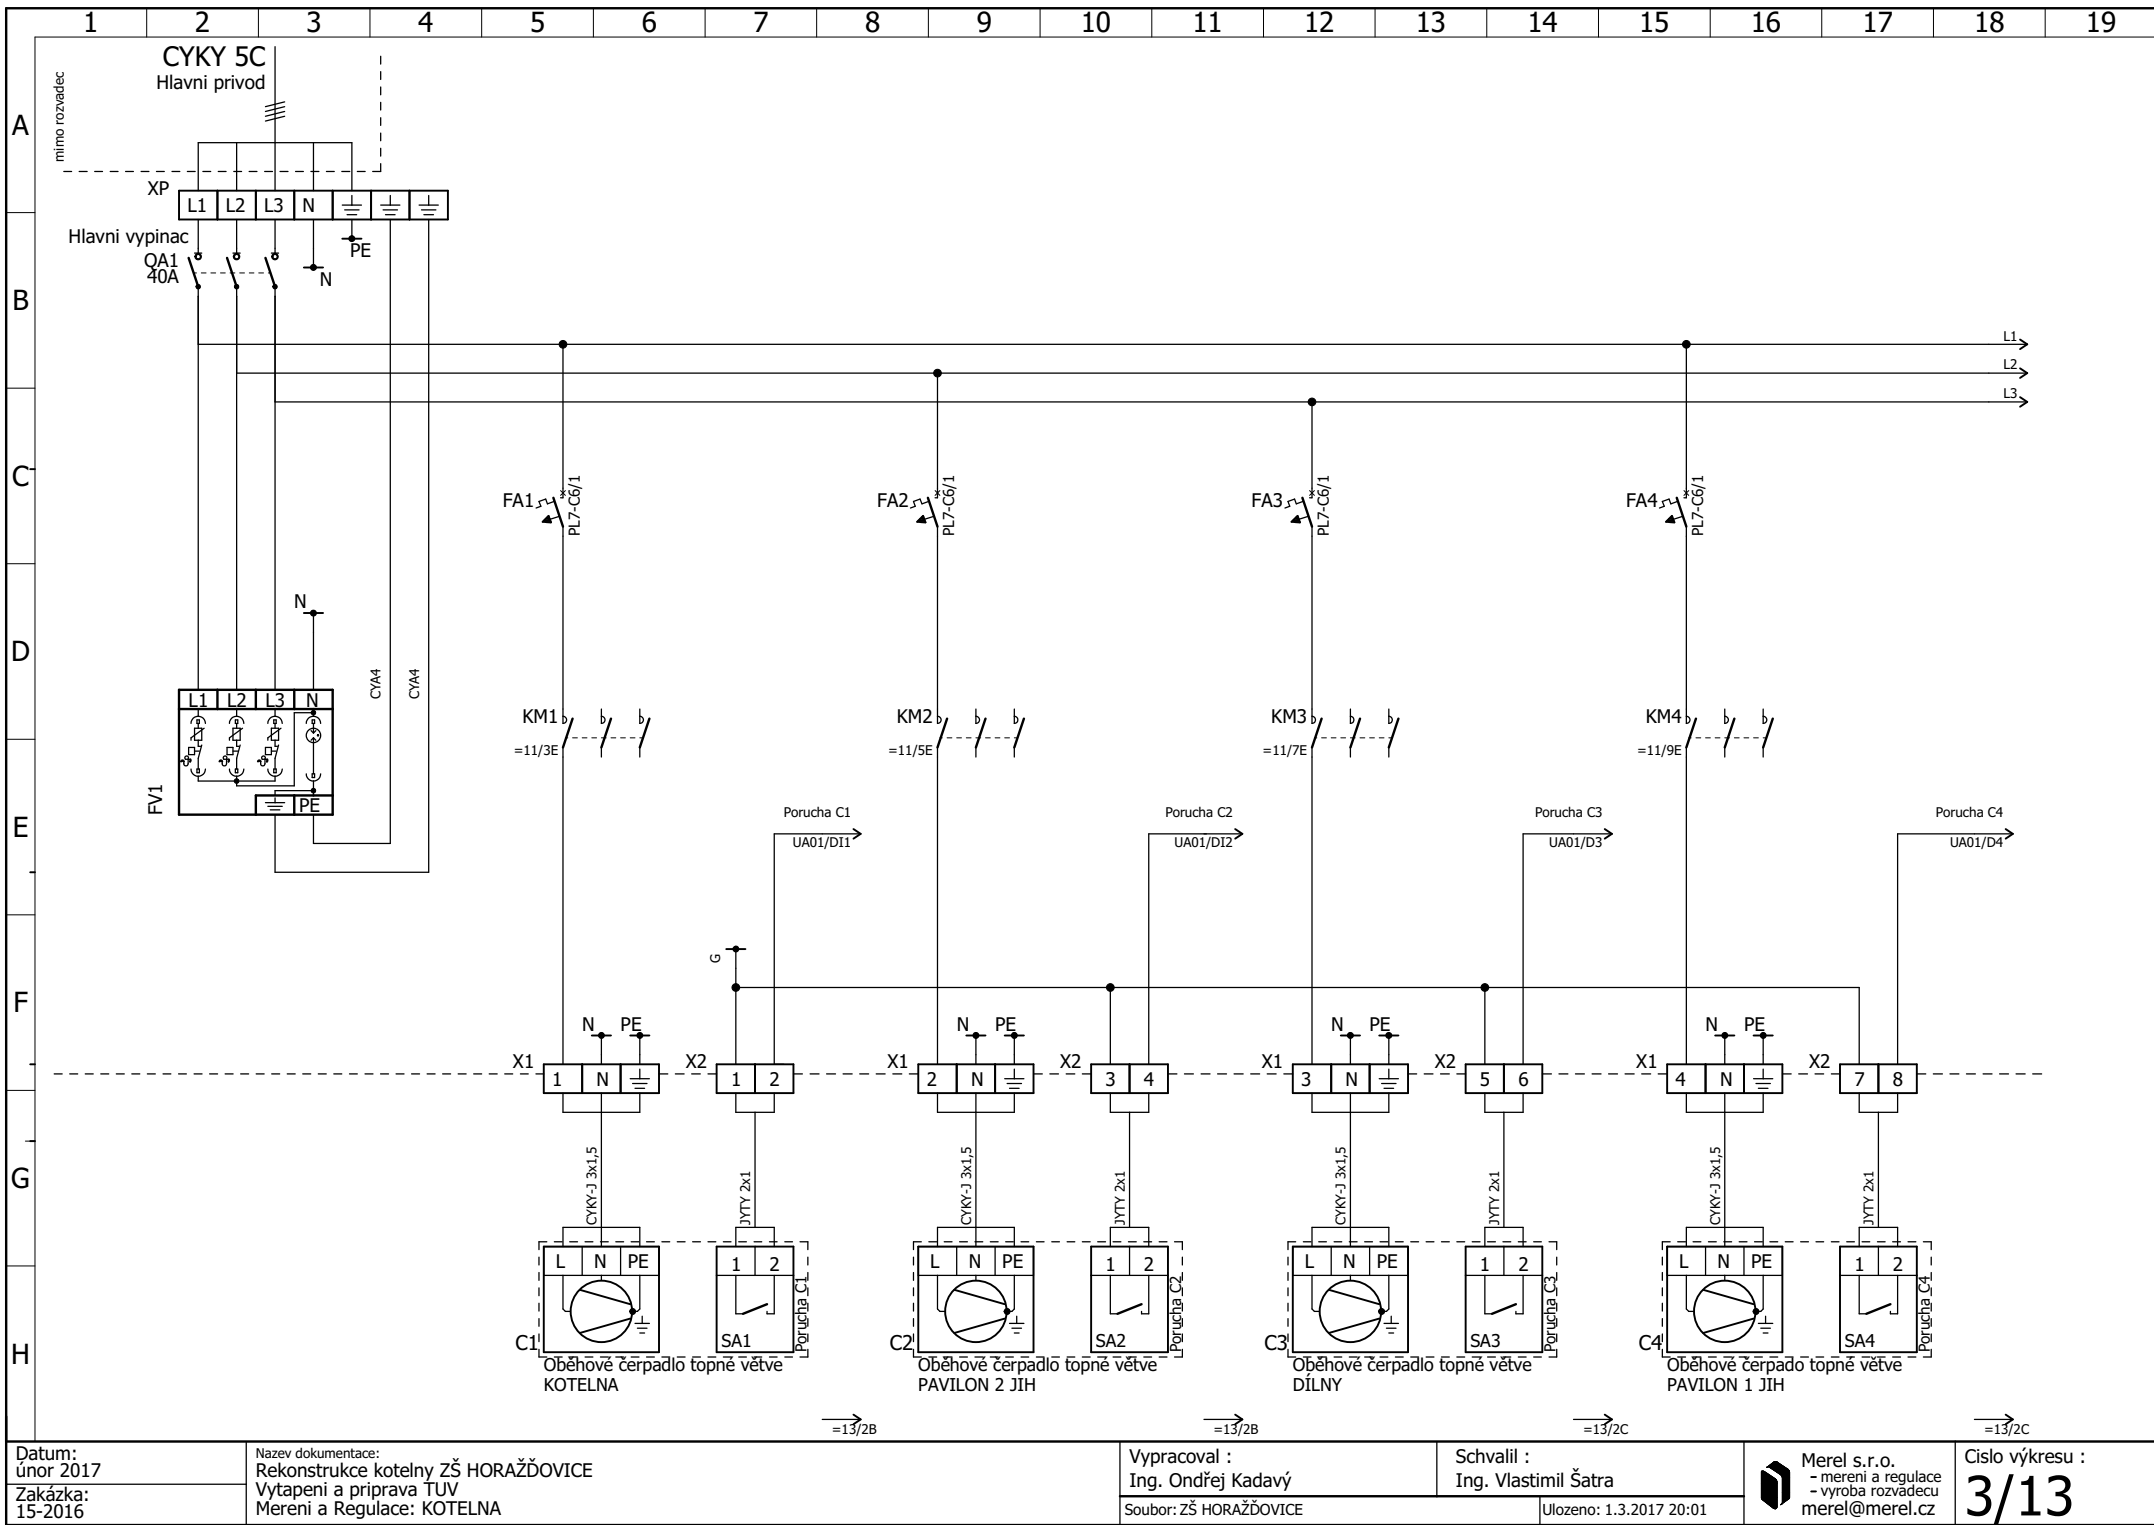 1 2 3 4 5 6 7 8 9 10 11 12 13 14 15 16 17 18 19
CYKY 5C
Hlavni privod
mimo rozvadec
A
XP
L1 L2 L3 N
Hlavni vypinac
QA1
40A
PE
N
B
L1
L2
L3
C
FA1 PL7-C6/1
FA2 PL7-C6/1
FA3 PL7-C6/1
FA4 PL7-C6/1
N
D
CYA4 CYA4
L1 L2 L3 N
KM1
=11/3E
KM2
=11/5E
KM3
=11/7E
KM4
=11/9E
FV1
PE
E
Porucha C1
UA01/DI1
Porucha C2
UA01/DI2
Porucha C3
UA01/D3
Porucha C4
UA01/D4
G
F
N PE N PE N PE N PE
X1 1 N X2 1 2 X1 2 N X2 3 4 X1 3 N X2 5 6 X1 4 N X2 7 8
G
CYKY-J 3x1,5 JYTY 2x1 CYKY-J 3x1,5 JYTY 2x1 CYKY-J 3x1,5 JYTY 2x1 CYKY-J 3x1,5 JYTY 2x1
L N PE 1 2 L N PE 1 2 L N PE 1 2 L N PE 1 2
H
C1 SA1 Porucha C1
C2 SA2 Porucha C2
C3 SA3 Porucha C3
C4 SA4 Porucha C4
Oběhové čerpadlo topné větve
KOTELNA
Oběhové čerpadlo topné větve
PAVILON 2 JIH
Oběhové čerpadlo topné větve
DÍLNY
Oběhové čerpado topné větve
PAVILON 1 JIH
=13/2B =13/2B =13/2C =13/2C
Datum:
únor 2017
Zakázka:
15-2016
Nazev dokumentace:
Rekonstrukce kotelny ZŠ HORAŽĎOVICE
Vytapeni a priprava TUV
Mereni a Regulace: KOTELNA
Vypracoval :
Ing. Ondřej Kadavý
Schvalil :
Ing. Vlastimil Šatra
Soubor: ZŠ HORAŽĎOVICE
Ulozeno: 1.3.2017 20:01
Merel s.r.o.
- mereni a regulace
- vyroba rozvadecu
merel@merel.cz
Cislo výkresu :
3/13